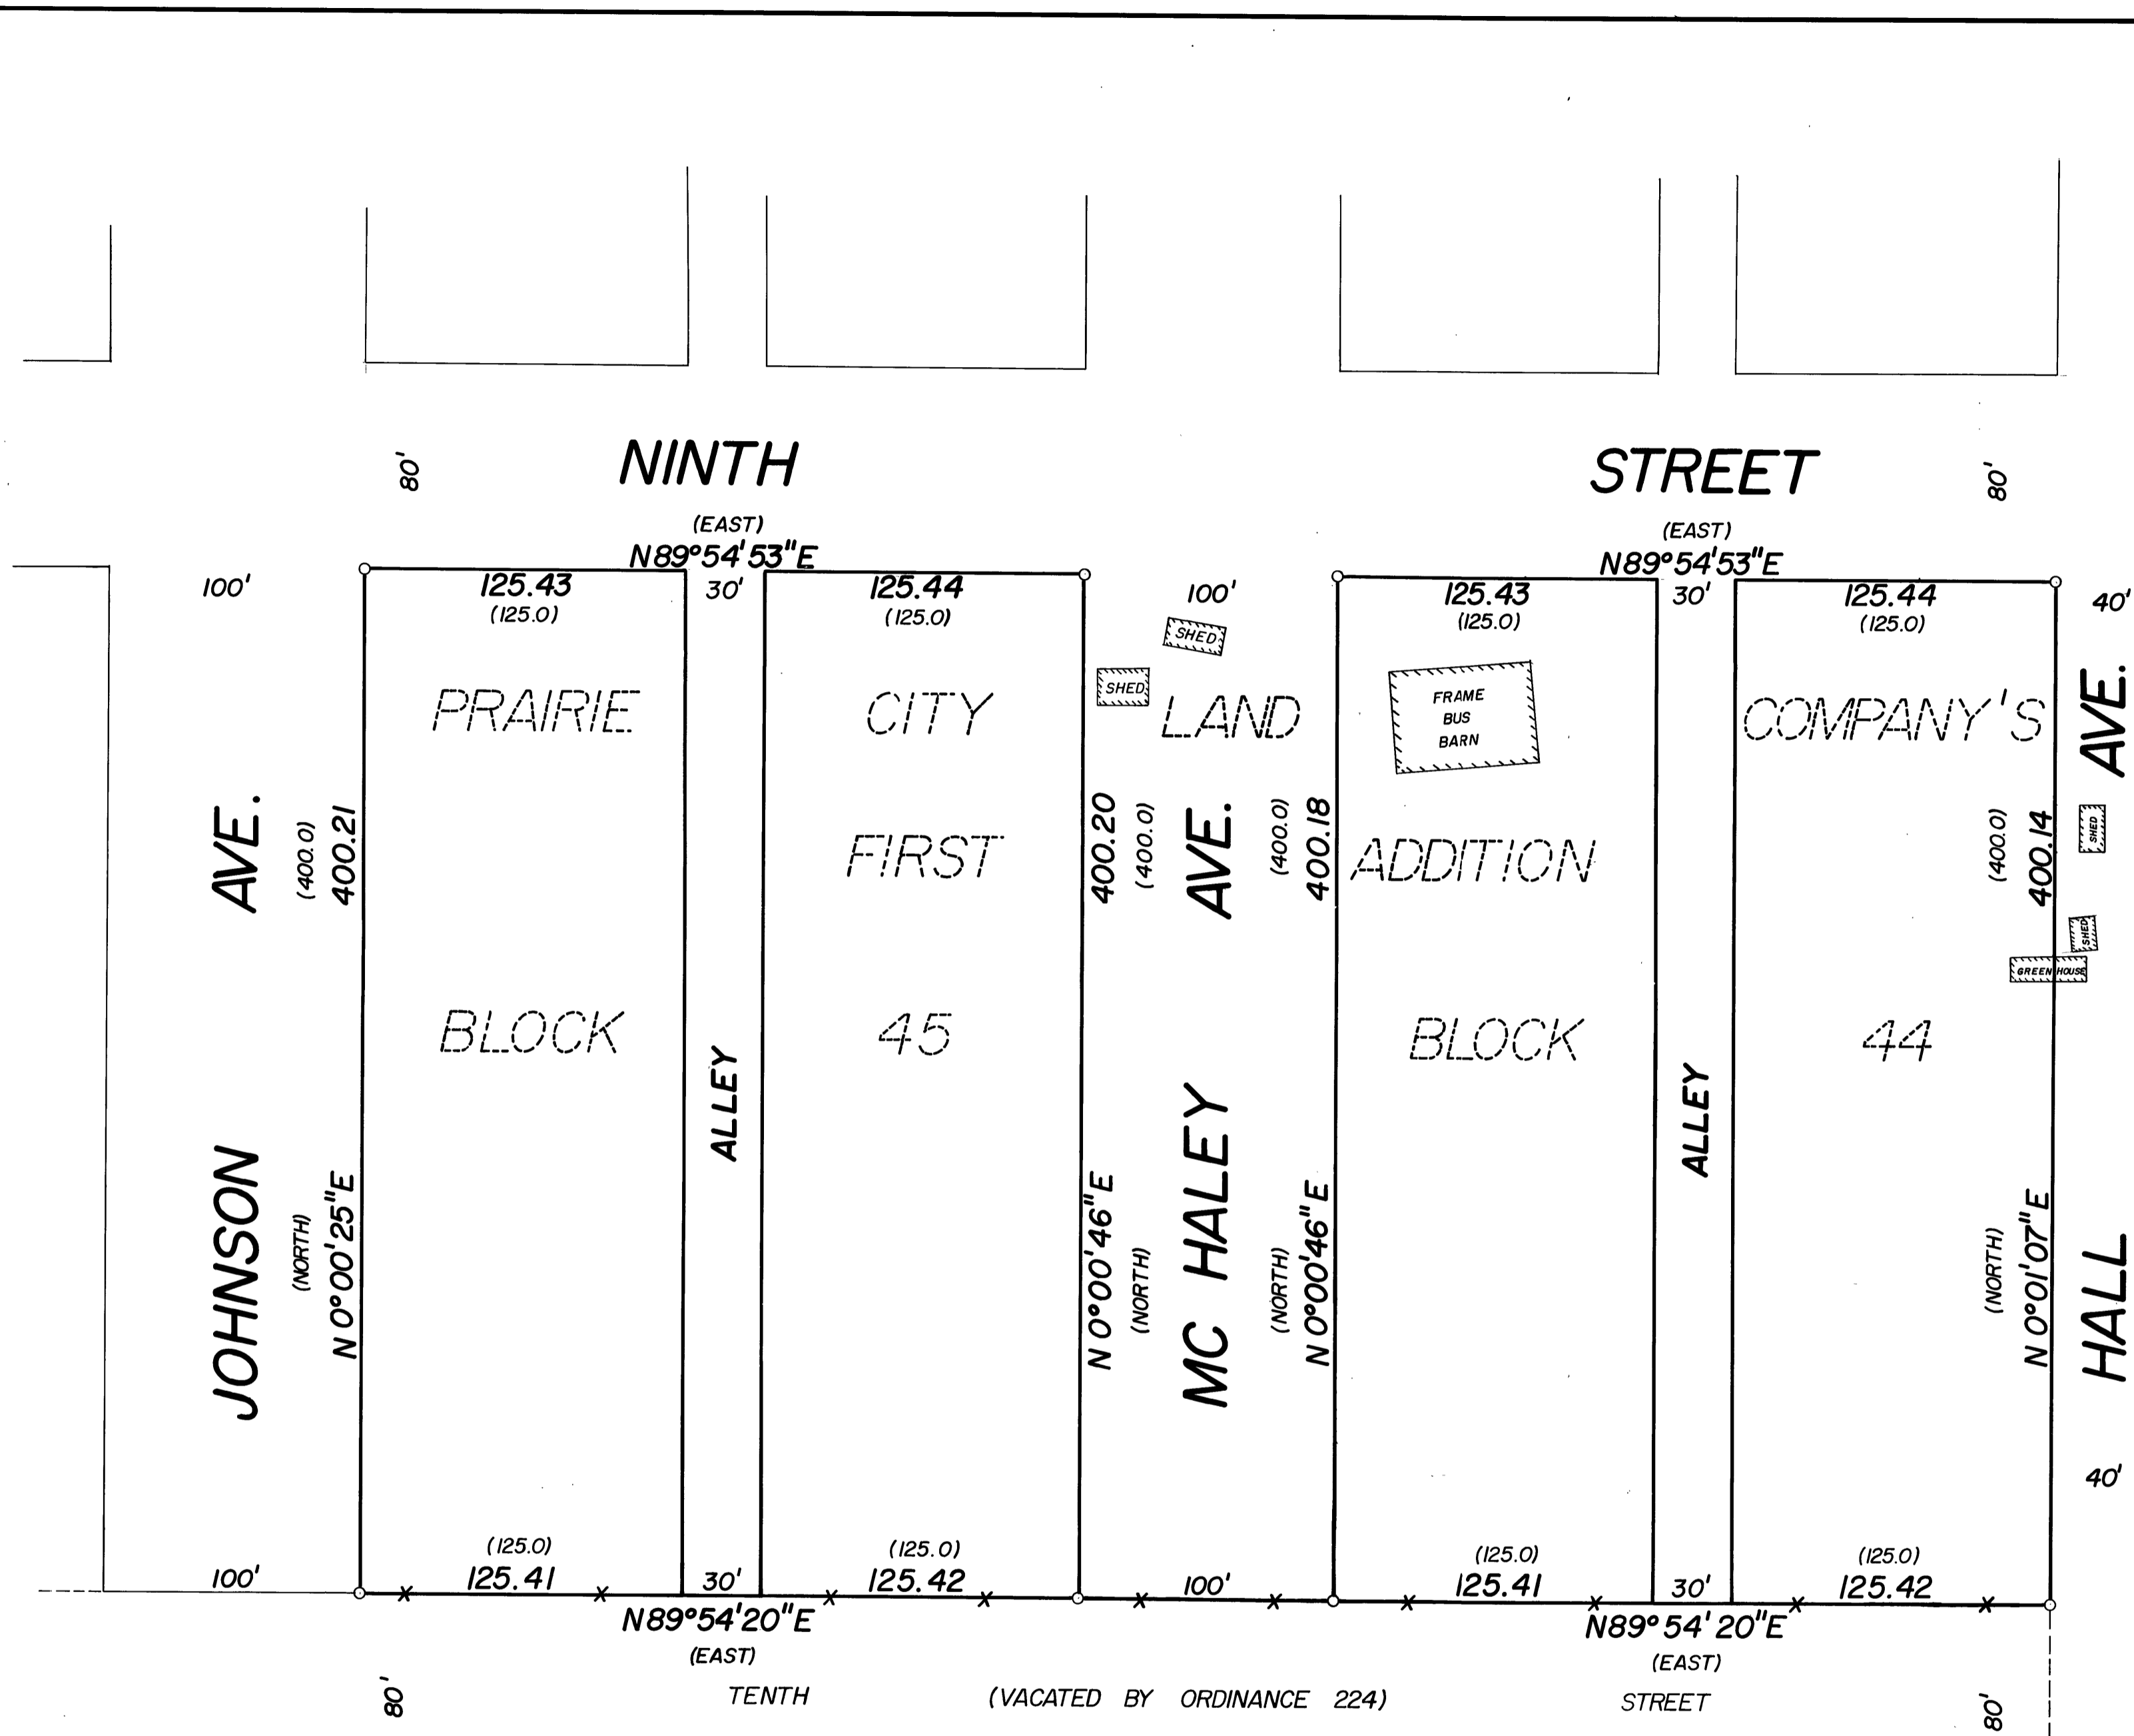 80'
NINTH STREET
80'
(EAST)
(EAST)
N89°54'53"E
N89°54'53"E
100'
125.43
30'
125.44
100'
125.43
30'
125.44
40'
(125.0)
(125.0)
(125.0)
(125.0)
SHED
SHED
FRAME
BUS
BARN
PRAIRIE CITY LAND COMPANY'S
FIRST ADDITION
JOHNSON AVE.
(400.0)
400.21
400.20
(400.0)
MC HALEY AVE.
(400.0)
400.18
(400.0)
400.14
HALL AVE.
SHED
SHED
GREEN HOUSE
BLOCK 45
BLOCK 44
ALLEY
ALLEY
(NORTH)
N 0°00'25"E
N 0°00'46"E
(NORTH)
(NORTH)
N 0°00'46"E
(NORTH)
N 0°01'07"E
40'
(125.0)
(125.0)
(125.0)
(125.0)
100'
125.41
30'
125.42
100'
125.41
30'
125.42
N89°54'20"E
N89°54'20"E
(EAST)
(EAST)
80'
TENTH (VACATED BY ORDINANCE 224) STREET
80'